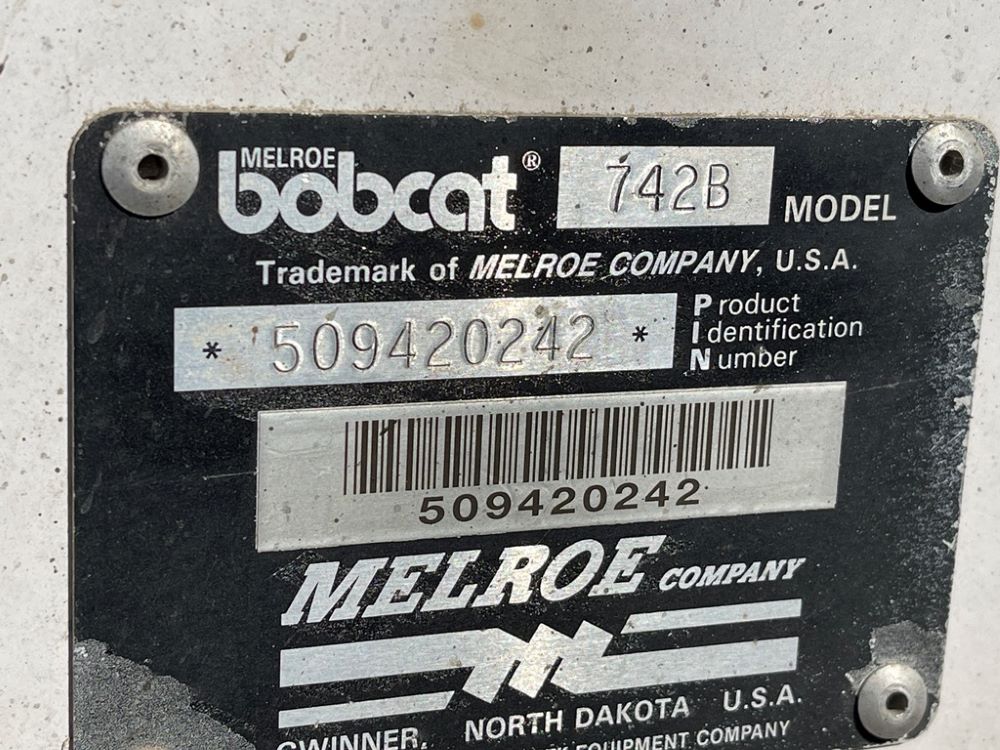 MELROE
bobcat® 742B MODEL
Trademark of MELROE COMPANY, U.S.A.
* 509420242 * Product
Identification
Number
509420242
MELROE COMPANY
GWINNER, NORTH DAKOTA U.S.A.
EQUIPMENT COMPANY